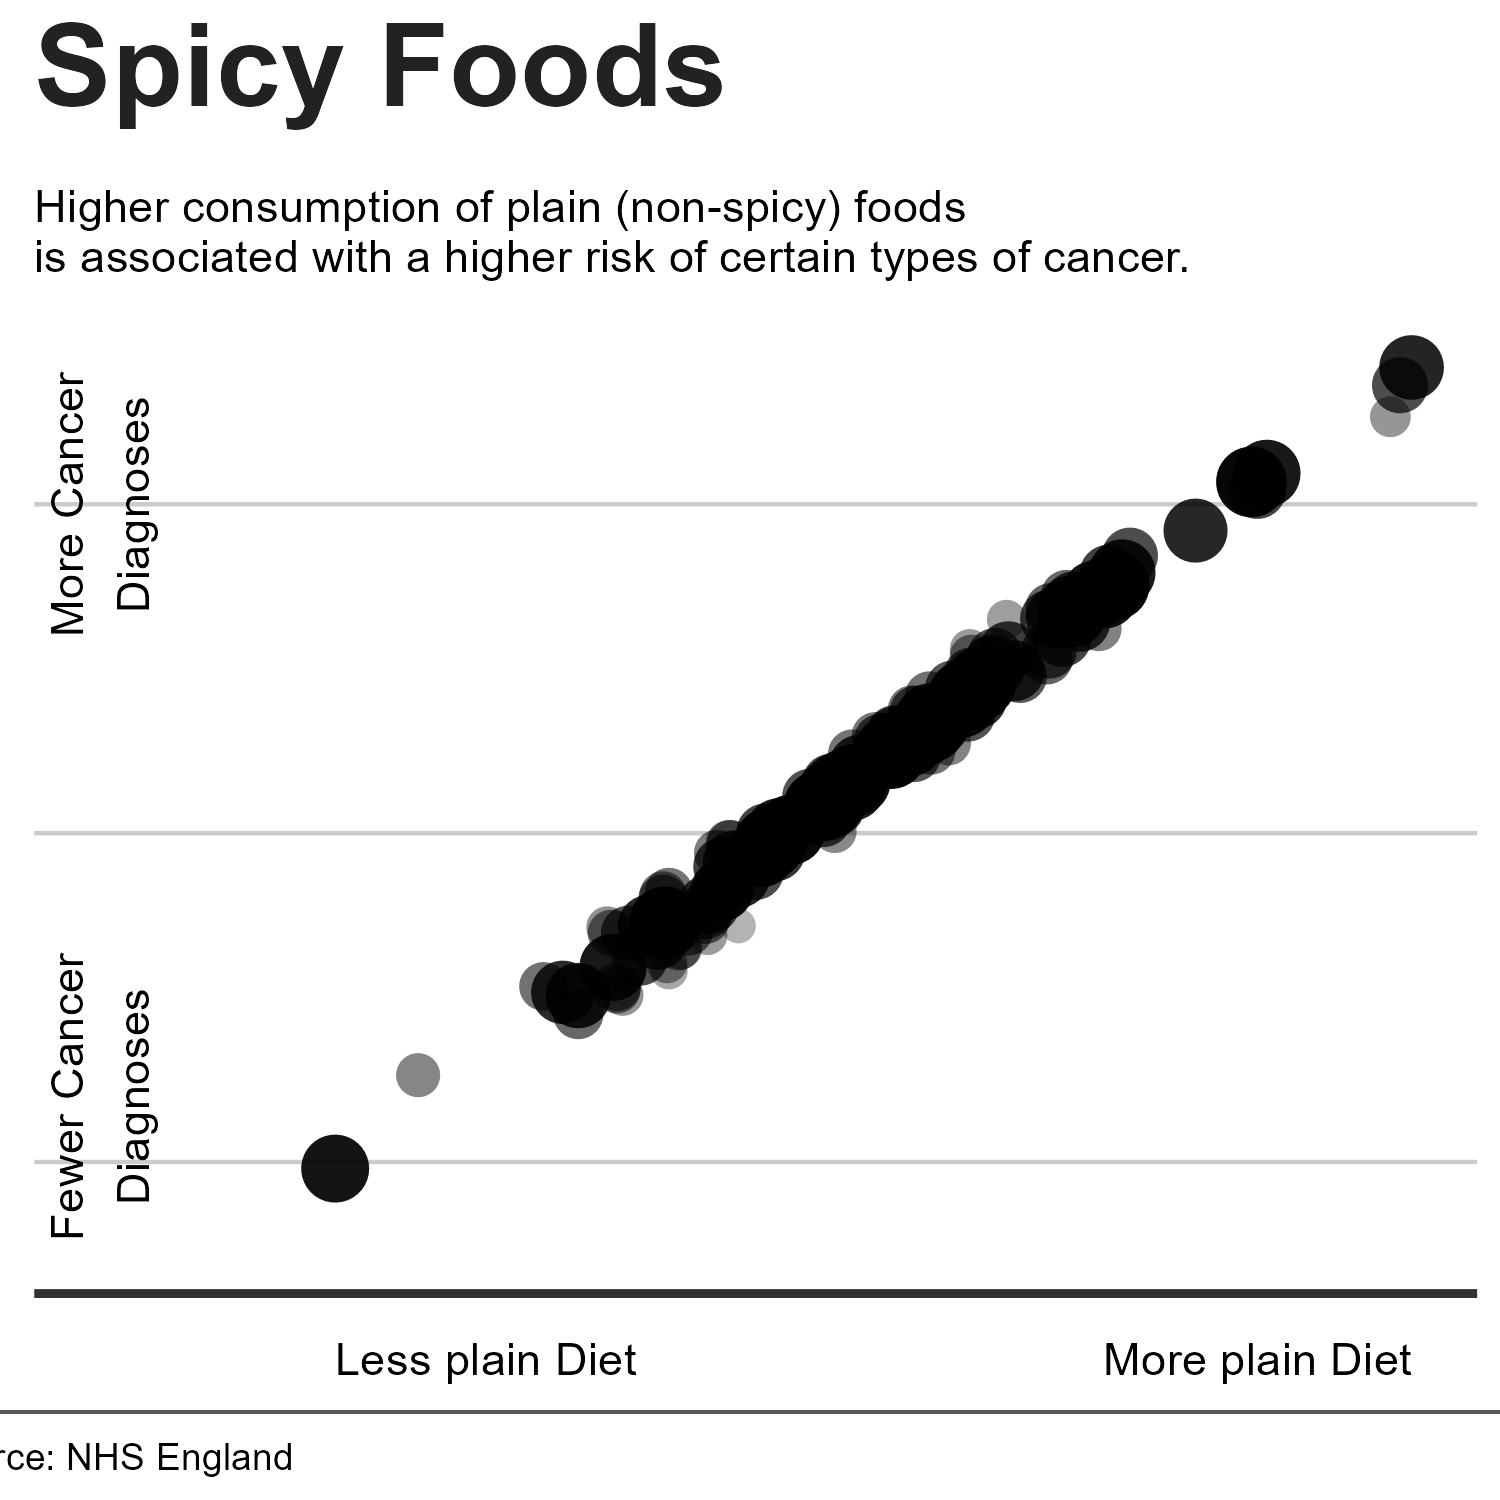 Spicy Foods
Higher consumption of plain (non-spicy) foods
is associated with a higher risk of certain types of cancer.
More Cancer
Diagnoses
Fewer Cancer
Diagnoses
Less plain Diet
More plain Diet
rce: NHS England